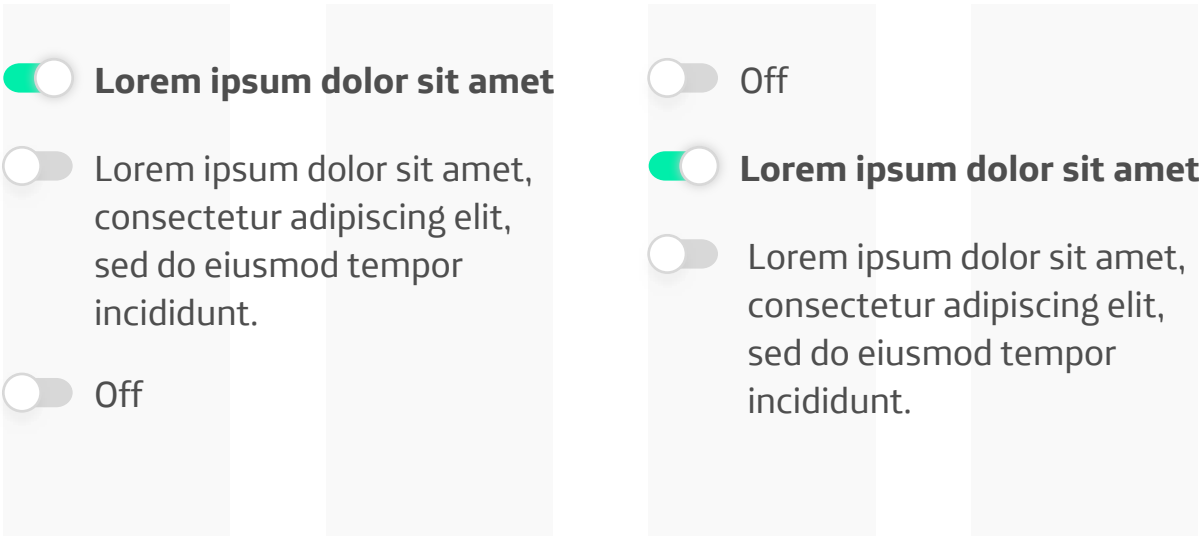 Lorem ipsum dolor sit amet
Lorem ipsum dolor sit amet,
consectetur adipiscing elit,
sed do eiusmod tempor
incididunt.
Off
Off
Lorem ipsum dolor sit amet
Lorem ipsum dolor sit amet,
consectetur adipiscing elit,
sed do eiusmod tempor
incididunt.